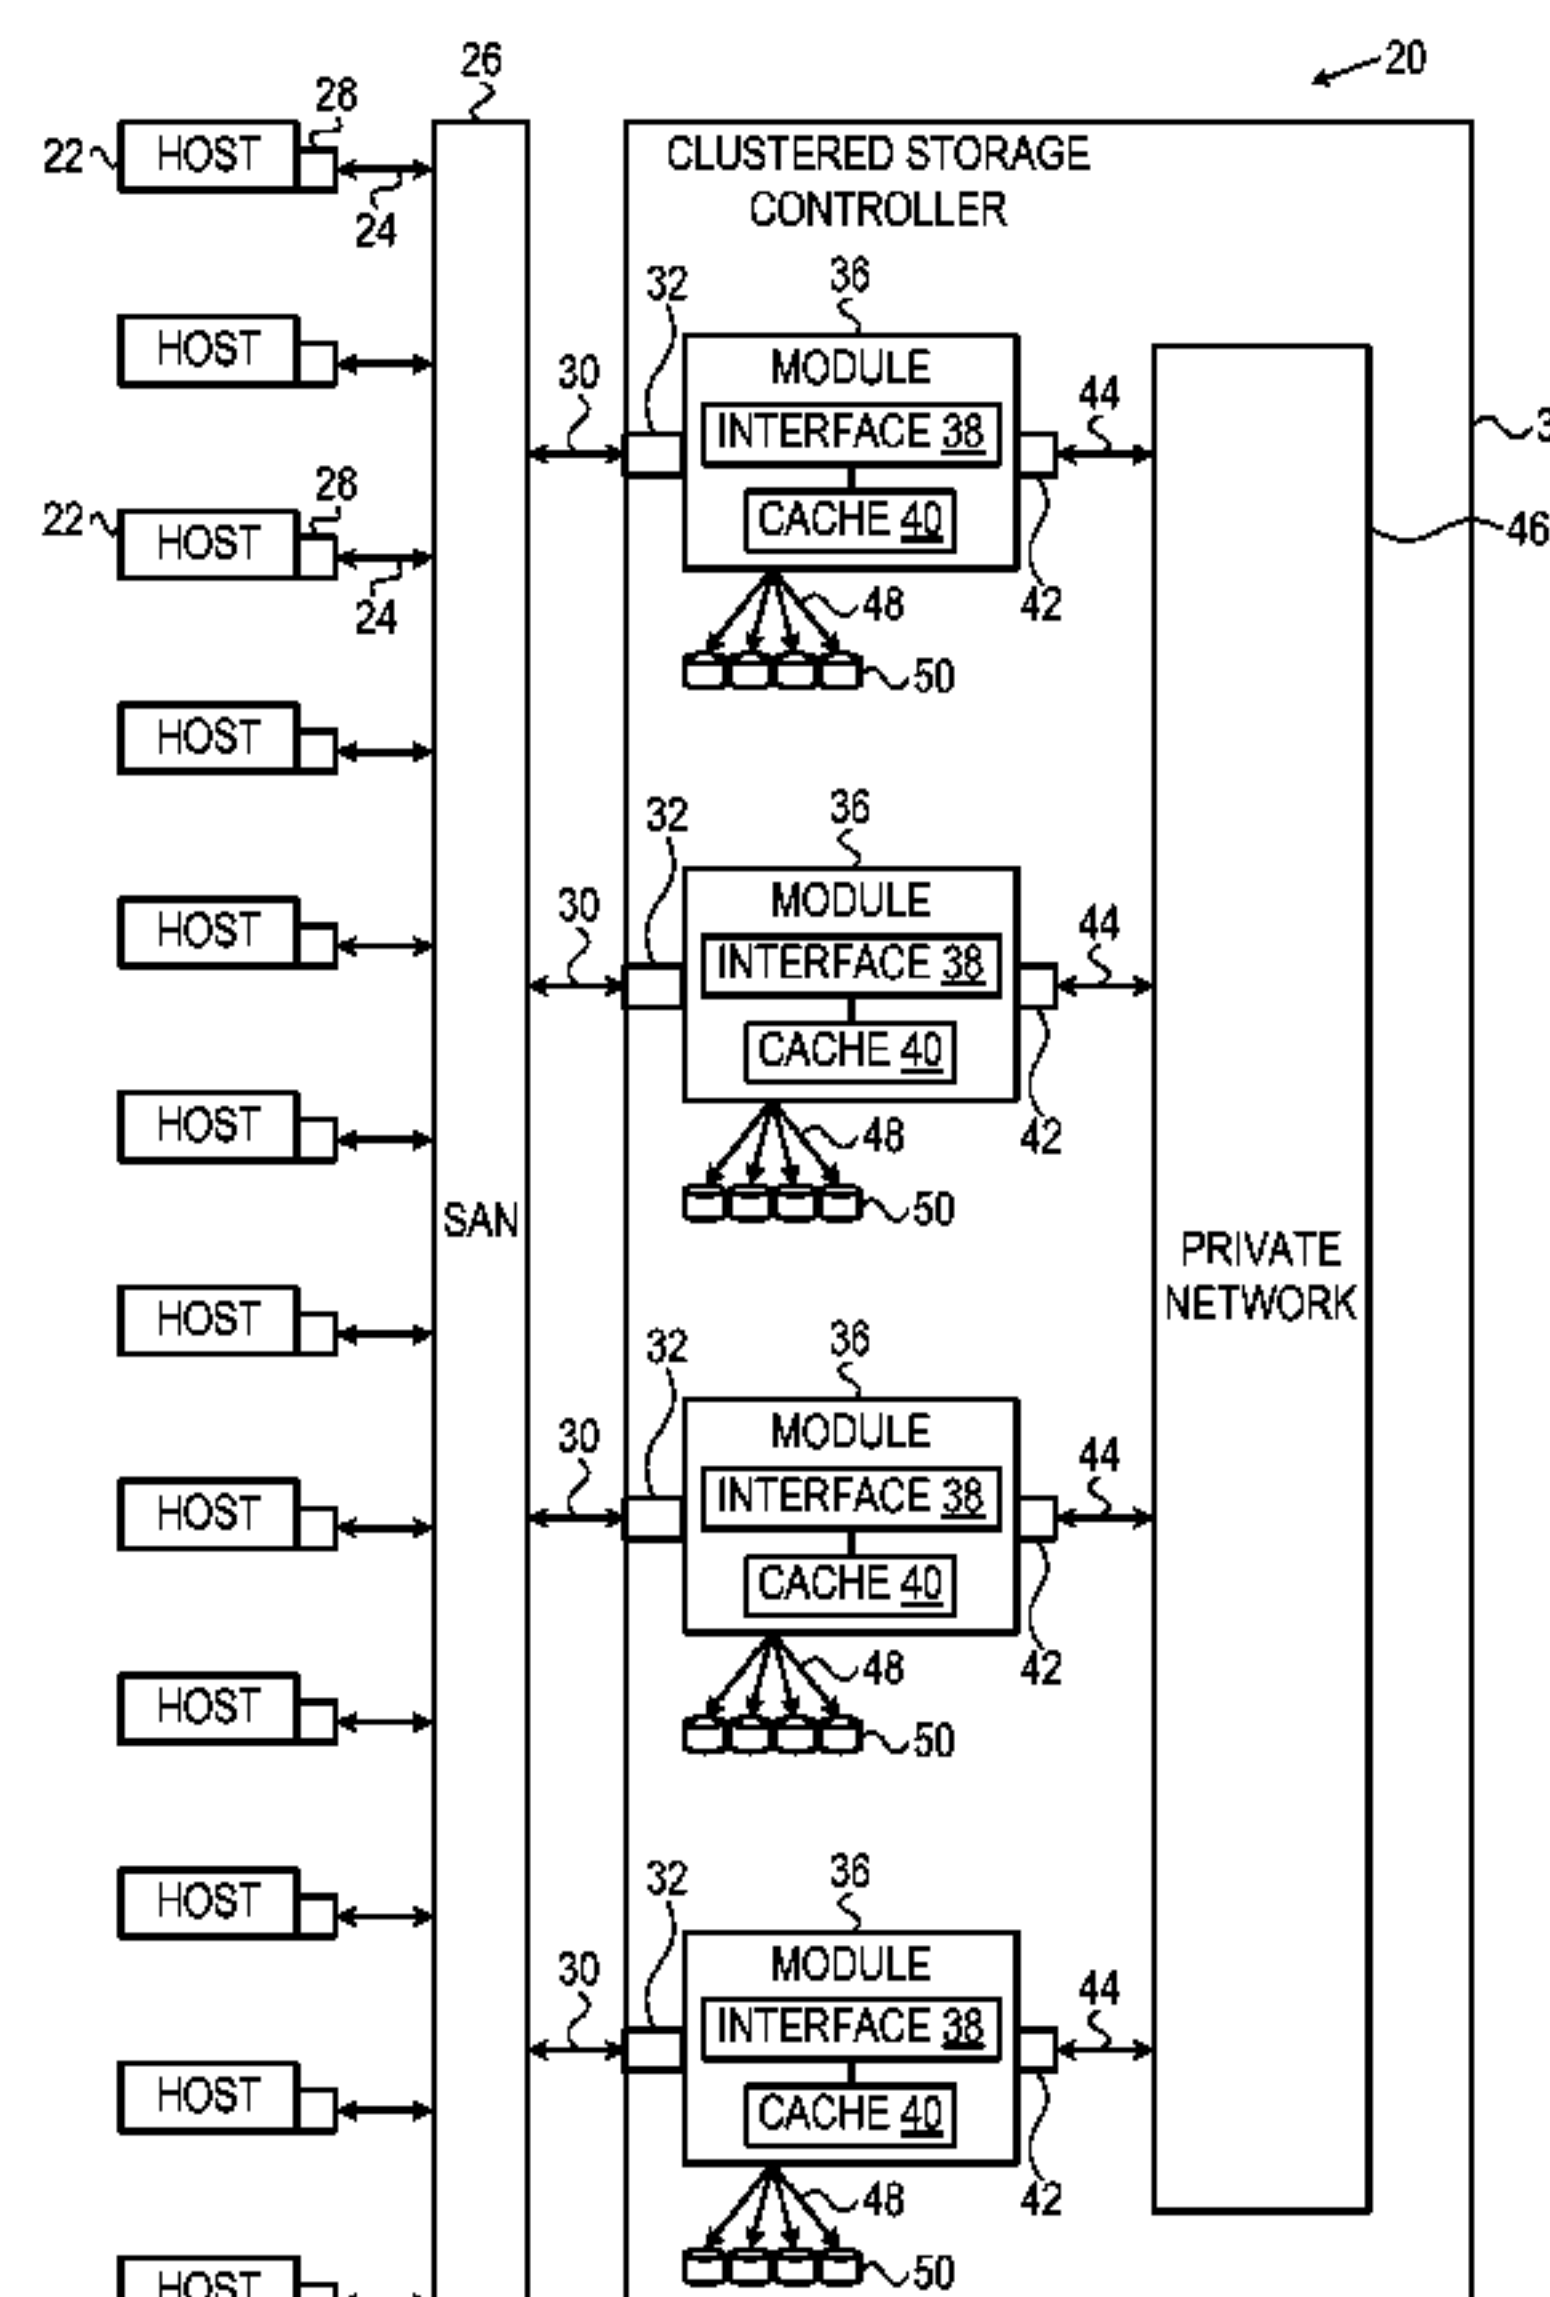 20
26
28
22
HOST
24
CLUSTERED STORAGE
CONTROLLER
32
36
HOST
30
MODULE
INTERFACE 38
44
CACHE 40
3
28
22
HOST
46
24
48
42
50
HOST
32
36
HOST
30
MODULE
INTERFACE 38
44
CACHE 40
HOST
48
42
50
SAN
PRIVATE
NETWORK
HOST
32
36
30
MODULE
INTERFACE 38
44
HOST
CACHE 40
48
42
HOST
50
32
36
HOST
30
MODULE
INTERFACE 38
44
HOST
CACHE 40
48
42
50
HOST